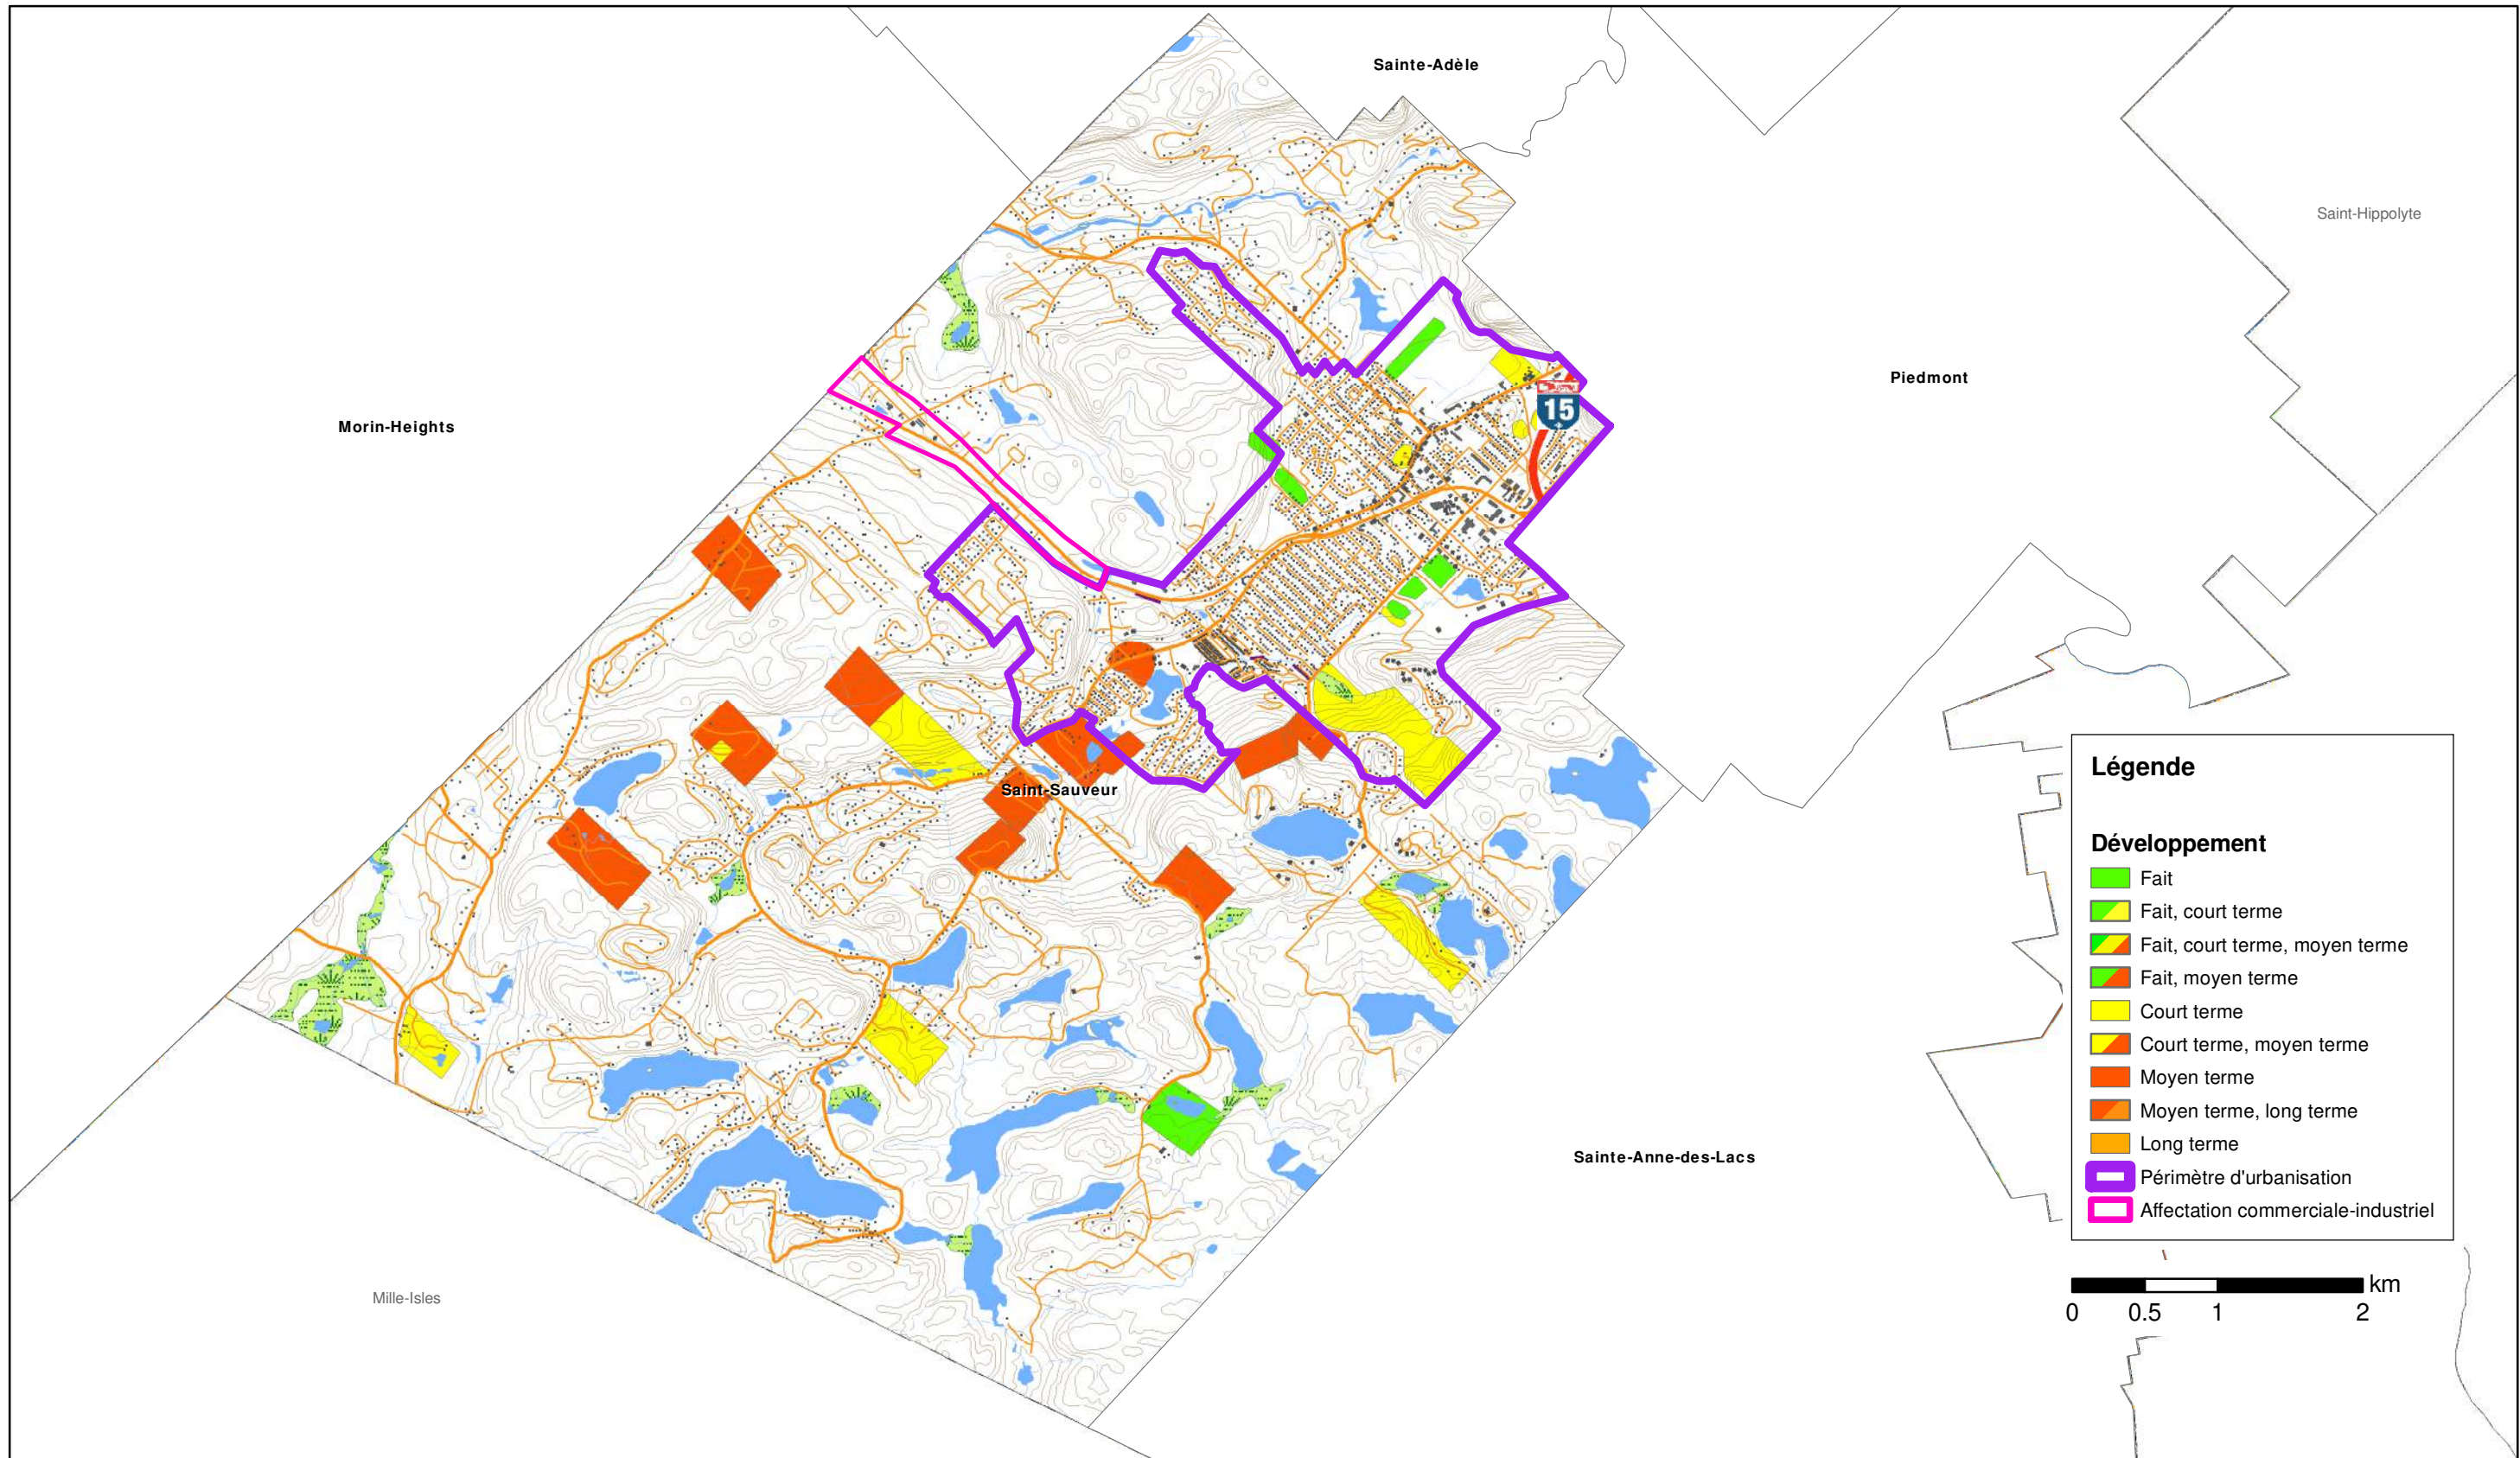 Sainte-Adèle
Saint-Hippolyte
Piedmont
15
Morin-Heights
Saint-Sauveur
Sainte-Anne-des-Lacs
Mille-Isles
Légende
Développement
Fait
Fait, court terme
Fait, court terme, moyen terme
Fait, moyen terme
Court terme
Court terme, moyen terme
Moyen terme
Moyen terme, long terme
Long terme
Périmètre d'urbanisation
Affectation commerciale-industriel
km
0 0.5 1 2